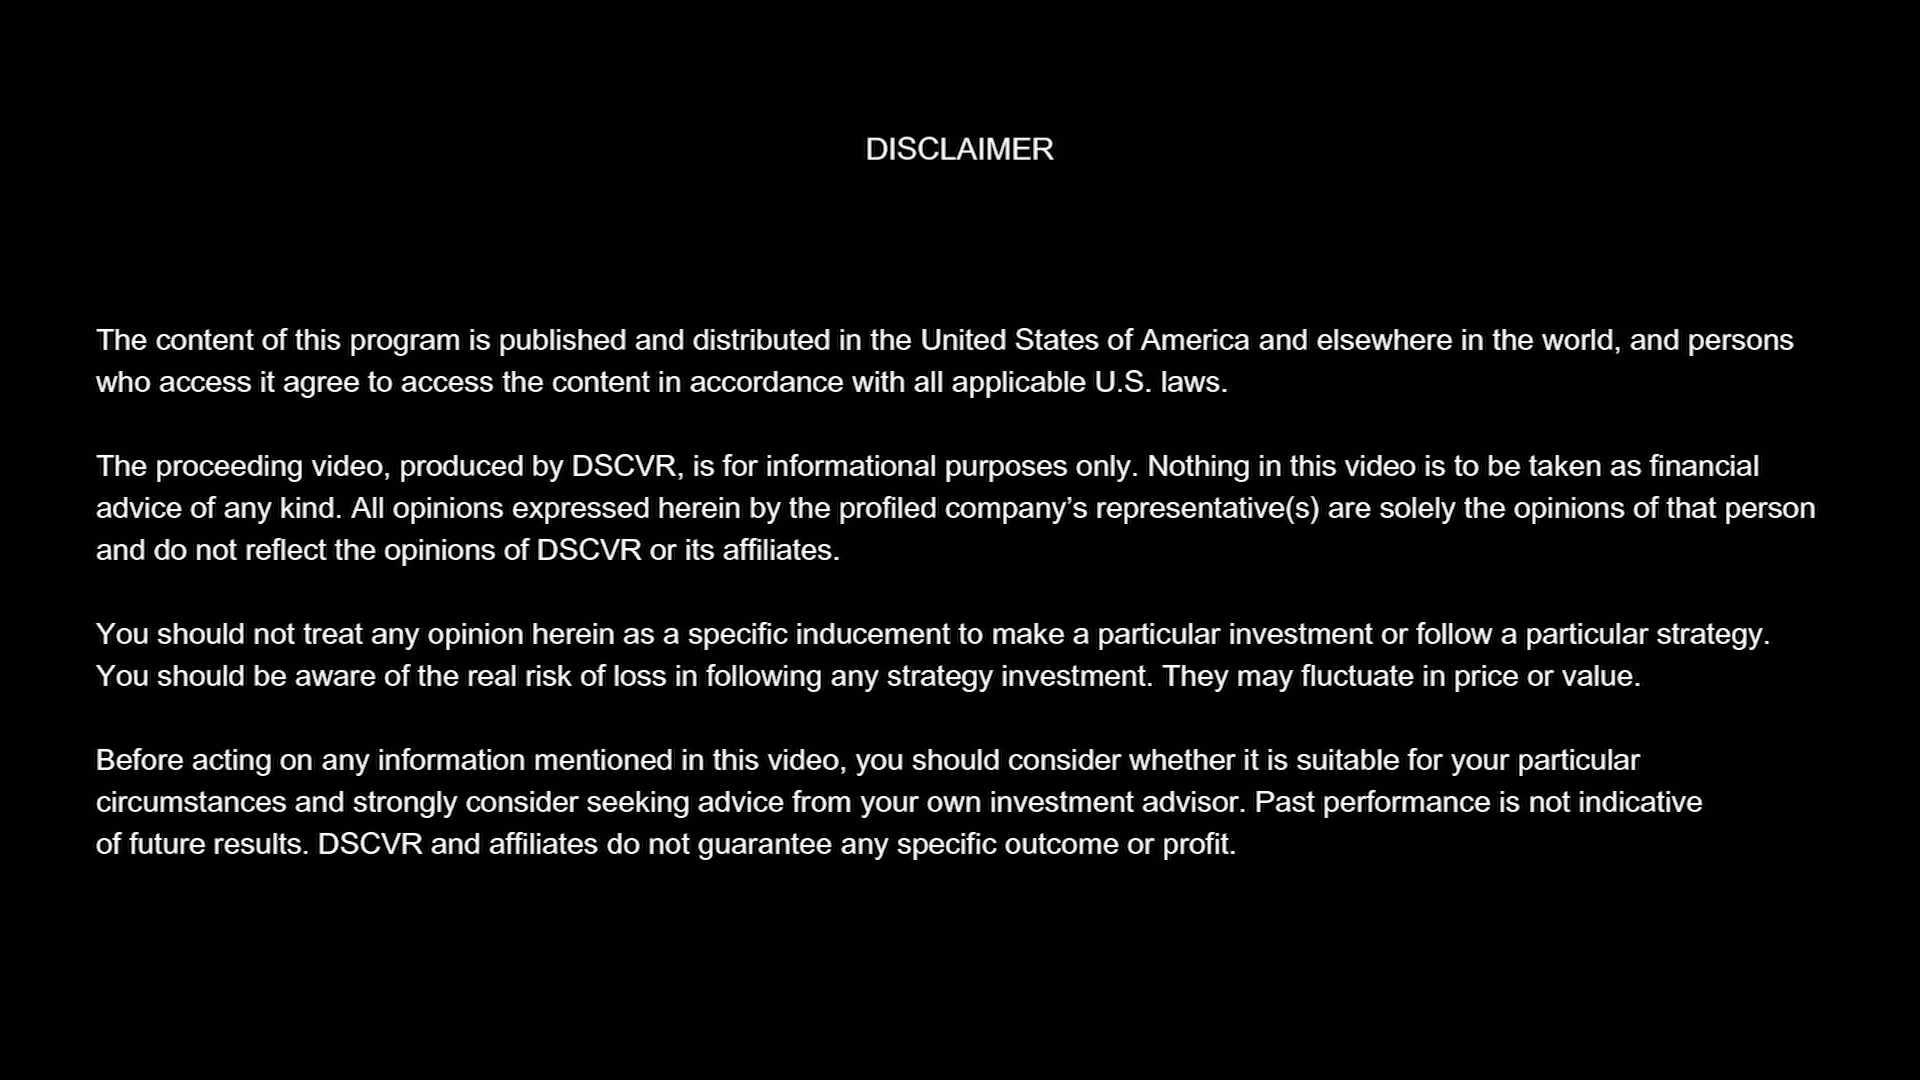 DISCLAIMER
The content of this program is published and distributed in the United States of America and elsewhere in the world, and persons
who access it agree to access the content in accordance with all applicable U.S. laws.
The proceeding video, produced by DSCVR, is for informational purposes only. Nothing in this video is to be taken as financial
advice of any kind. All opinions expressed herein by the profiled company’s representative(s) are solely the opinions of that person
and do not reflect the opinions of DSCVR or its affiliates.
You should not treat any opinion herein as a specific inducement to make a particular investment or follow a particular strategy.
You should be aware of the real risk of loss in following any strategy investment. They may fluctuate in price or value.
Before acting on any information mentioned in this video, you should consider whether it is suitable for your particular
circumstances and strongly consider seeking advice from your own investment advisor. Past performance is not indicative
of future results. DSCVR and affiliates do not guarantee any specific outcome or profit.